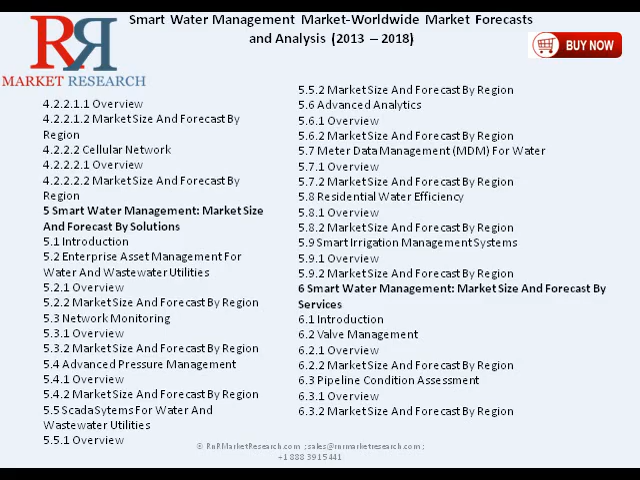 Smart Water Management Market-Worldwide Market Forecasts
and Analysis (2013 – 2018)
RR
MARKET RESEARCH
BUY NOW
4.2.2.1.1 Overview
4.2.2.1.2 Market Size And Forecast By
Region
4.2.2.2 Cellular Network
4.2.2.2.1 Overview
4.2.2.2.2 Market Size And Forecast By
Region
5 Smart Water Management: Market Size
And Forecast By Solutions
5.1 Introduction
5.2 Enterprise Asset Management For
Water And Wastewater Utilities
5.2.1 Overview
5.2.2 Market Size And Forecast By Region
5.3 Network Monitoring
5.3.1 Overview
5.3.2 Market Size And Forecast By Region
5.4 Advanced Pressure Management
5.4.1 Overview
5.4.2 Market Size And Forecast By Region
5.5 Scada Sytems For Water And
Wastewater Utilities
5.5.1 Overview
5.5.2 Market Size And Forecast By Region
5.6 Advanced Analytics
5.6.1 Overview
5.6.2 Market Size And Forecast By Region
5.7 Meter Data Management (MDM) For Water
5.7.1 Overview
5.7.2 Market Size And Forecast By Region
5.8 Residential Water Efficiency
5.8.1 Overview
5.8.2 Market Size And Forecast By Region
5.9 Smart Irrigation Management Systems
5.9.1 Overview
5.9.2 Market Size And Forecast By Region
6 Smart Water Management: Market Size And Forecast By
Services
6.1 Introduction
6.2 Valve Management
6.2.1 Overview
6.2.2 Market Size And Forecast By Region
6.3 Pipeline Condition Assessment
6.3.1 Overview
6.3.2 Market Size And Forecast By Region
© RnRMarketResearch.com ; sales@rnrmarketresearch.com ;
+1 888 391 5441